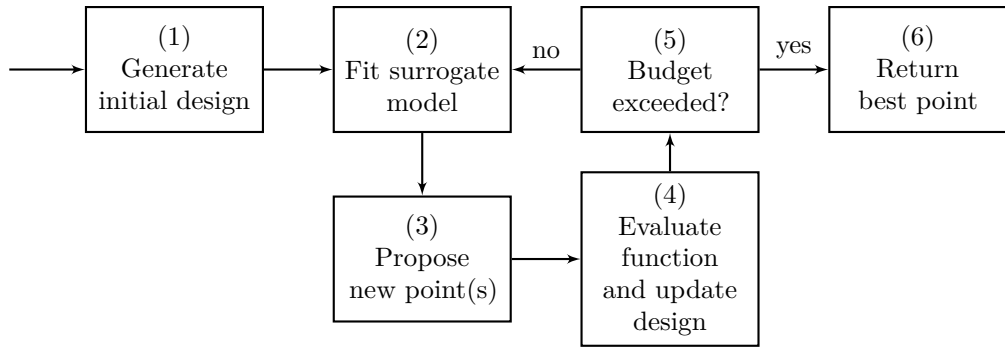 (1)
Generate
initial design
(2)
Fit surrogate
model
no
(5)
Budget
exceeded?
yes
(6)
Return
best point
(3)
Propose
new point(s)
(4)
Evaluate
function
and update
design